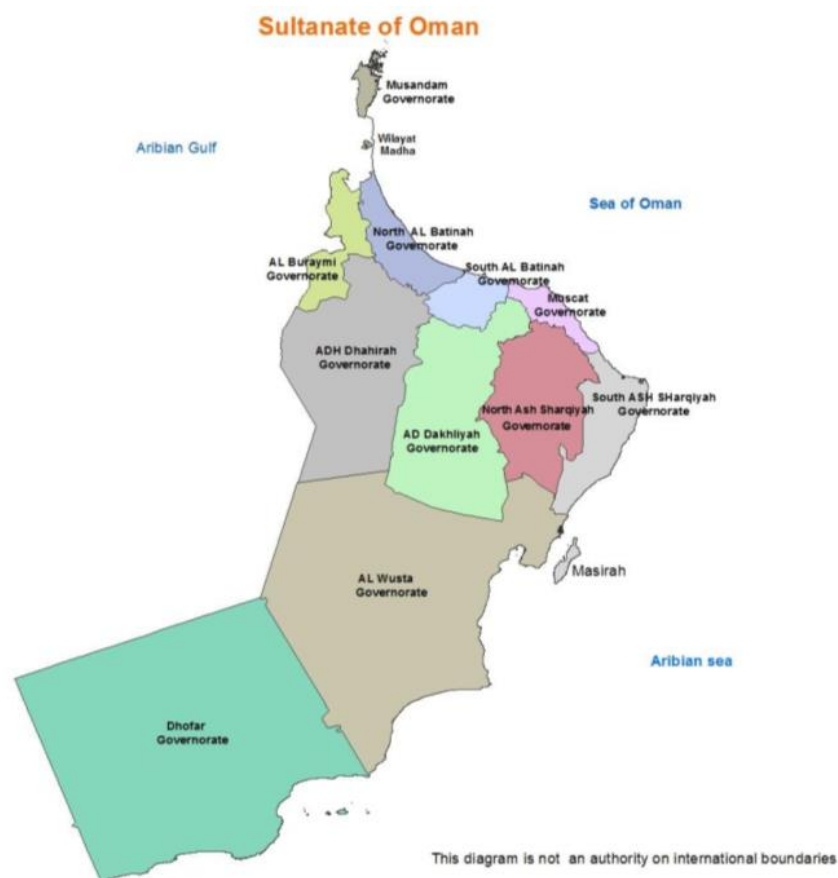 Sultanate of Oman
Musandam
Governorate
Wilayat
Madha
Aribian Gulf
Sea of Oman
North AL Batinah
Governorate
AL Buraymi
Governorate
South AL Batinah
Governorate
Muscat
Governorate
ADH Dhahirah
Governorate
South ASH SHarqiyah
Governorate
North Ash Sharqiyah
Governorate
AD Dakhliyah
Governorate
Masirah
AL Wusta
Governorate
Aribian sea
Dhofar
Governorate
This diagram is not an authority on international boundaries